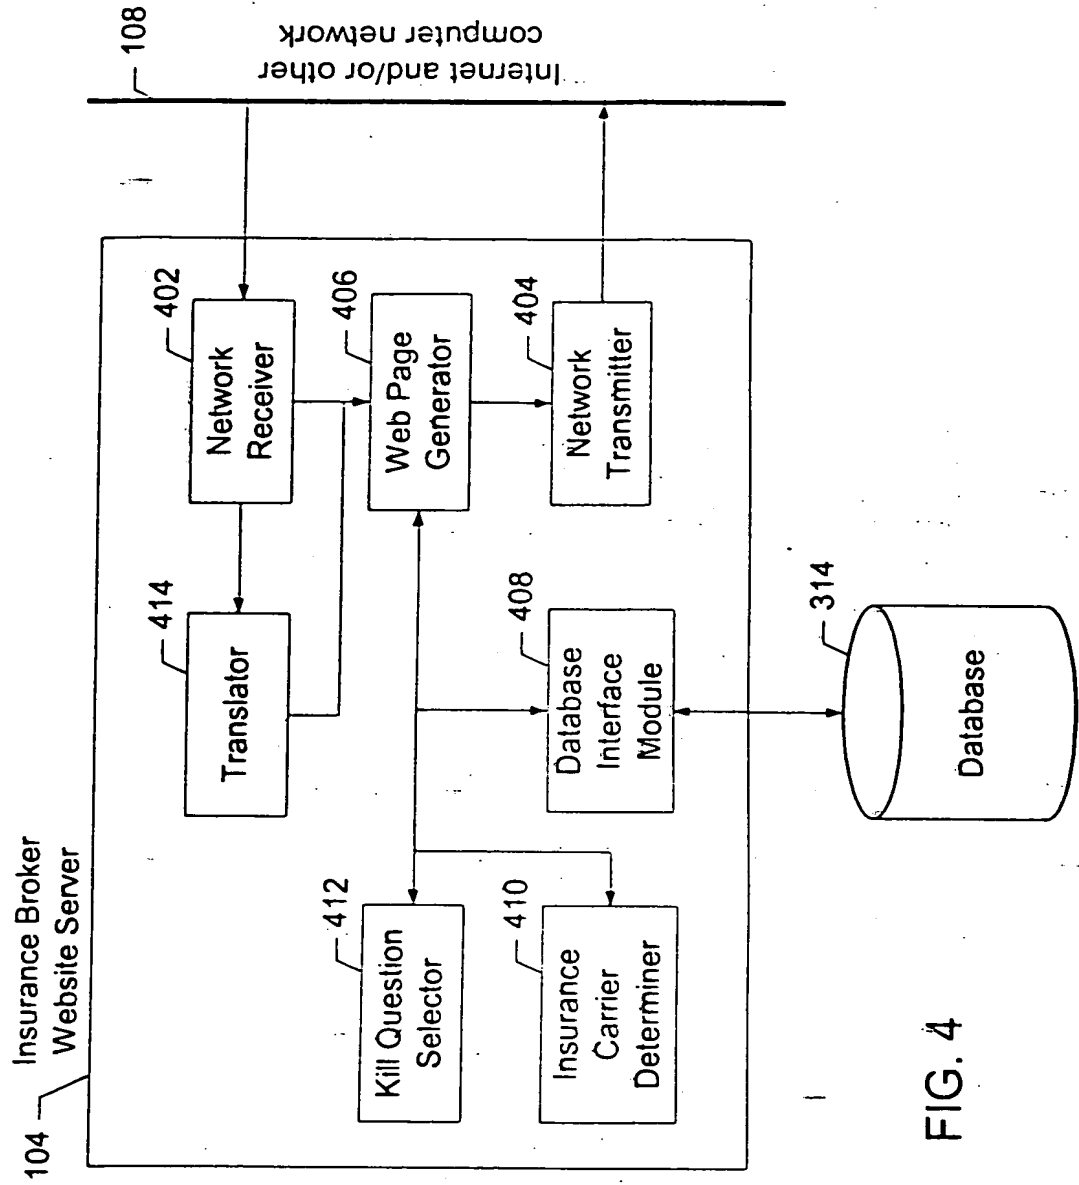 104
Insurance Broker
Website Server
412
Kill Question
Selector
410
Insurance
Carrier
Determiner
414
Translator
408
Database
Interface
Module
314
Database
402
Network
Receiver
406
Web Page
Generator
404
Network
Transmitter
108
Internet and/or other
computer network
FIG. 4